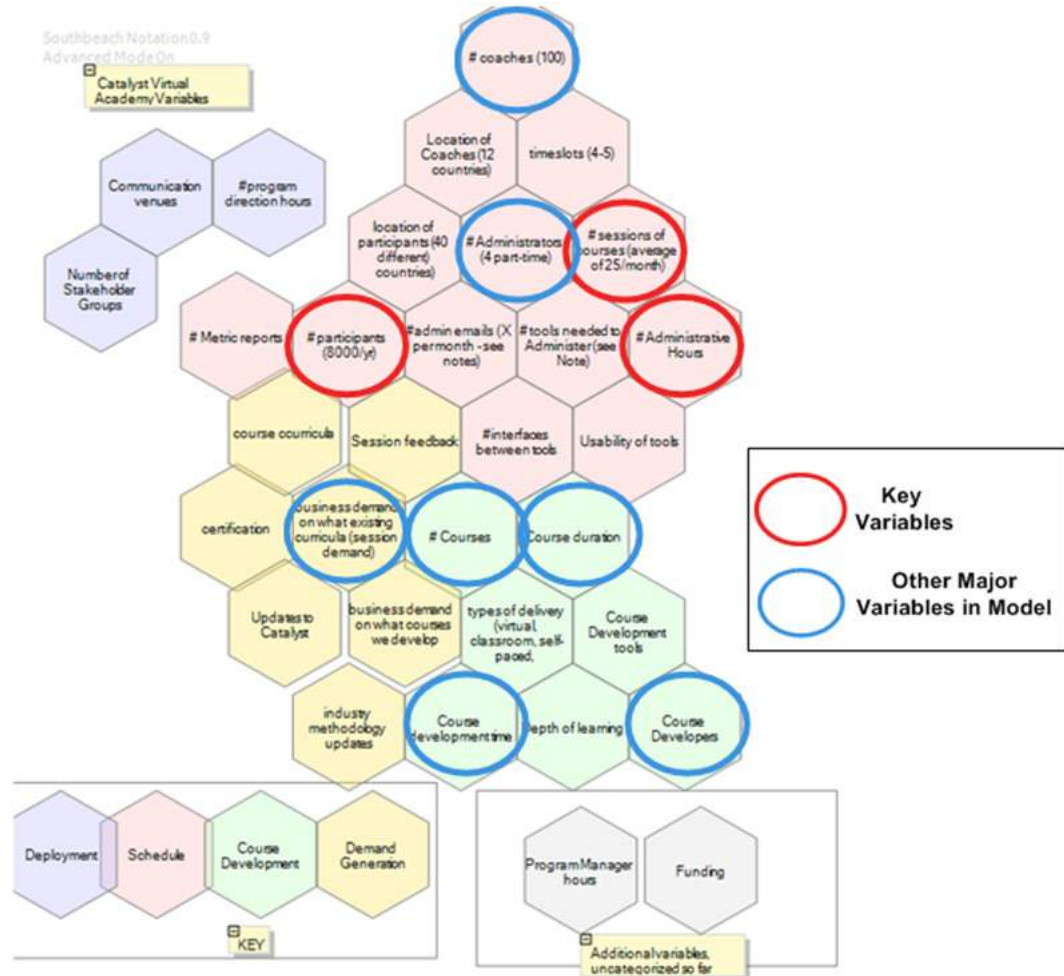 Southbeach Notation 0.9
Advanced Mode On
Catalyst Virtual
Academy Variables
# coaches (100)
Location of
Coaches (12
countries)
timeslots (4-5)
Communication
venues
#program
direction hours
location of
participants (40
different)
countries)
# Administrators
(4 part-time)
# sessions of
courses (average
of 25/month)
Number of
Stakeholder
Groups
# Metric reports
# participants
(8000/yr)
#admin emails (X
per month - see
notes)
# tools needed to
Administer (see
Note)
# Administrative
Hours
course ccurricula
Session feedback
#interfaces
between tools
Usability of tools
certification
business demand
on what existing
curricula (session
demand)
# Courses
Course duration
Updates to
Catalyst
business demand
on what courses
we develop
types of delivery
(virtual,
classroom, self-
paced,
Course
Development
tools
industry
methodology
updates
Course
development time
Depth of learning
Course
Developers
Key
Variables
Other Major
Variables in Model
Deployment
Schedule
Course
Development
Demand
Generation
KEY
Program Manager
hours
Funding
Additional variables,
uncategorized so far